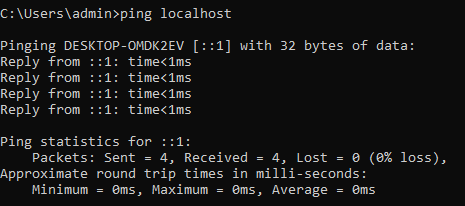 C:\Users\admin>ping localhost
Pinging DESKTOP-OMDK2EV [::1] with 32 bytes of data:
Reply from ::1: time<1ms
Reply from ::1: time<1ms
Reply from ::1: time<1ms
Reply from ::1: time<1ms
Ping statistics for ::1:
    Packets: Sent = 4, Received = 4, Lost = 0 (0% loss),
Approximate round trip times in milli-seconds:
    Minimum = 0ms, Maximum = 0ms, Average = 0ms